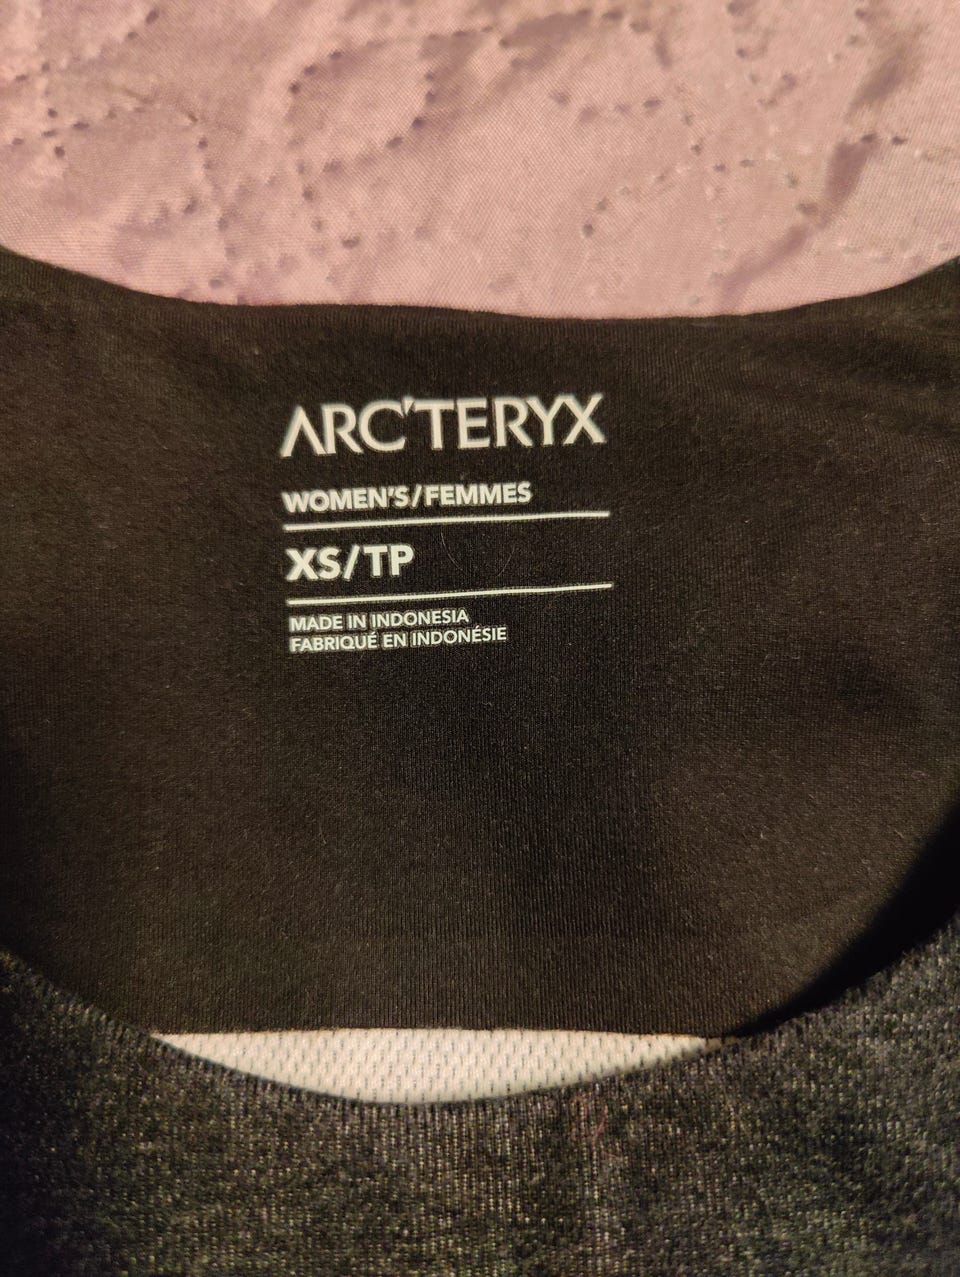 ARC'TERYX
WOMEN'S/FEMMES
XS/TP
MADE IN INDONESIA
FABRIQUÉ EN INDONÉSIE